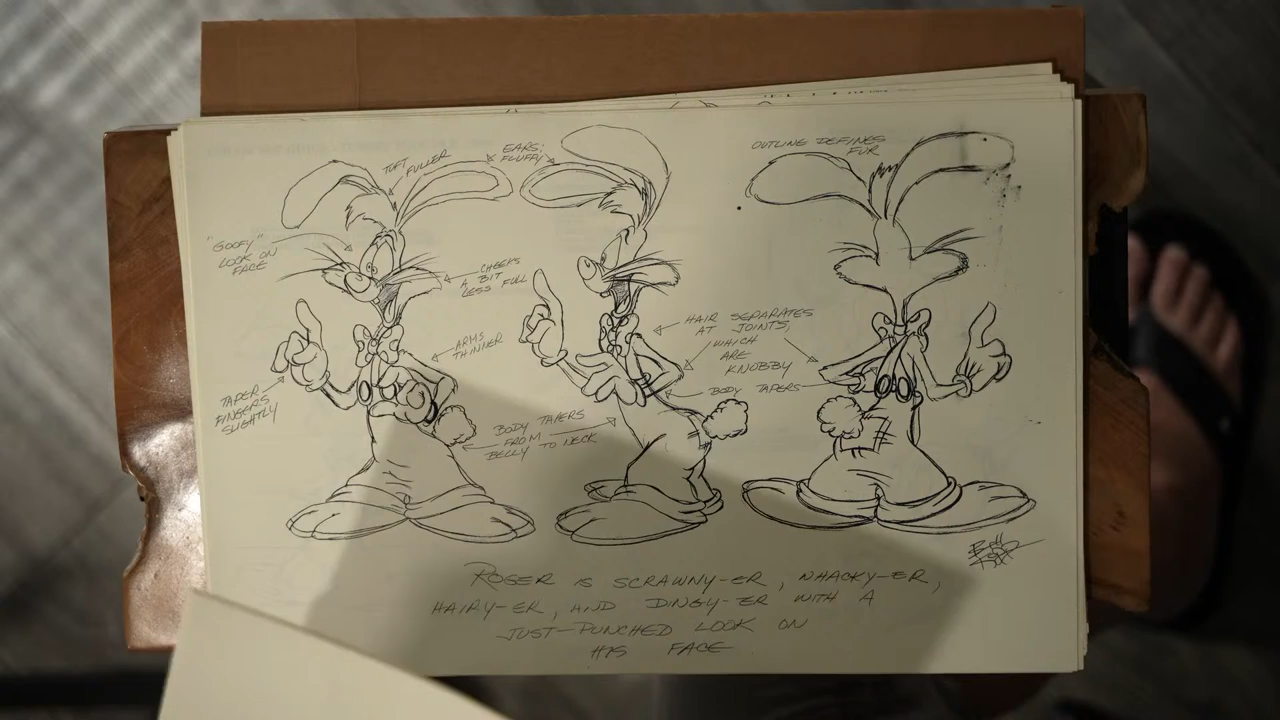 TUFT FULLER
EARS;
FLUFFY
OUTLINE DEFINES
FUR
"GOOFY"
LOOK ON
FACE
CHEEKS
A BIT
LESS FULL
ARMS
THINNER
HAIR SEPARATES
AT JOINTS,
WHICH
ARE
KNOBBY
TAPER
FINGERS
SLIGHTLY
BODY TAPERS
BODY TAPERS
FROM
BELLY TO NECK
ROGER IS SCRAWNY-ER, WHACKY-ER,
HAIRY-ER, AND DINGY-ER WITH A
JUST-PUNCHED LOOK ON
HIS FACE